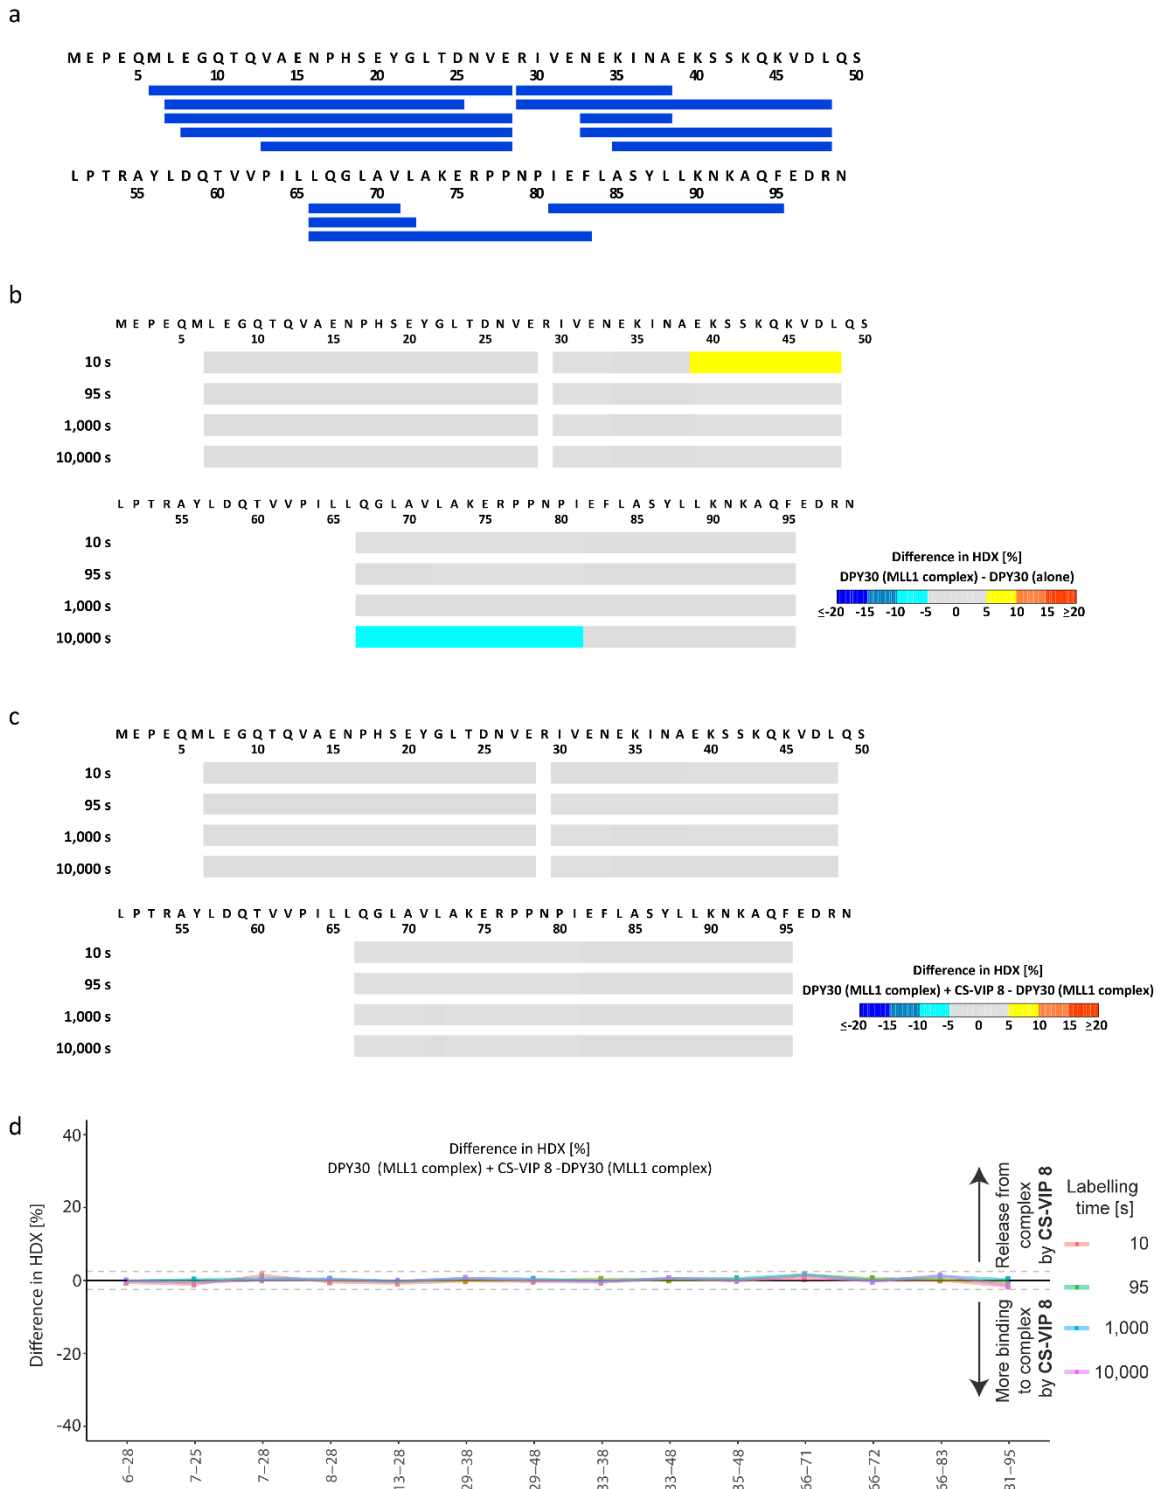 a
M E P E Q M L E G Q T Q V A E N P H S E Y G L T D N V E R I V E N E K I N A E K S S K Q K V D L Q S
5 10 15 20 25 30 35 40 45 50
L P T R A Y L D Q T V V P I L L Q G L A V L A K E R P P N P I E F L A S Y L L K N K A Q F E D R N
55 60 65 70 75 80 85 90 95
b
M E P E Q M L E G Q T Q V A E N P H S E Y G L T D N V E R I V E N E K I N A E K S S K Q K V D L Q S
5 10 15 20 25 30 35 40 45 50
10 s
95 s
1,000 s
10,000 s
L P T R A Y L D Q T V V P I L L Q G L A V L A K E R P P N P I E F L A S Y L L K N K A Q F E D R N
55 60 65 70 75 80 85 90 95
10 s
95 s
1,000 s
10,000 s
Difference in HDX [%]
DPY30 (MLL1 complex) - DPY30 (alone)
≤-20 -15 -10 -5 0 5 10 15 ≥20
c
M E P E Q M L E G Q T Q V A E N P H S E Y G L T D N V E R I V E N E K I N A E K S S K Q K V D L Q S
5 10 15 20 25 30 35 40 45 50
10 s
95 s
1,000 s
10,000 s
L P T R A Y L D Q T V V P I L L Q G L A V L A K E R P P N P I E F L A S Y L L K N K A Q F E D R N
55 60 65 70 75 80 85 90 95
10 s
95 s
1,000 s
10,000 s
Difference in HDX [%]
DPY30 (MLL1 complex) + CS-VIP 8 - DPY30 (MLL1 complex)
≤-20 -15 -10 -5 0 5 10 15 ≥20
d
Difference in HDX [%]
DPY30 (MLL1 complex) + CS-VIP 8 -DPY30 (MLL1 complex)
Difference in HDX [%]
40
20
0
-20
-40
Release from
complex
by CS-VIP 8
More binding
to complex
by CS-VIP 8
Labelling
time [s]
10
95
1,000
10,000
6–28 7–25 7–28 8–28 13–28 29–38 29–48 33–38 33–48 35–48 66–71 66–72 66–83 81–95